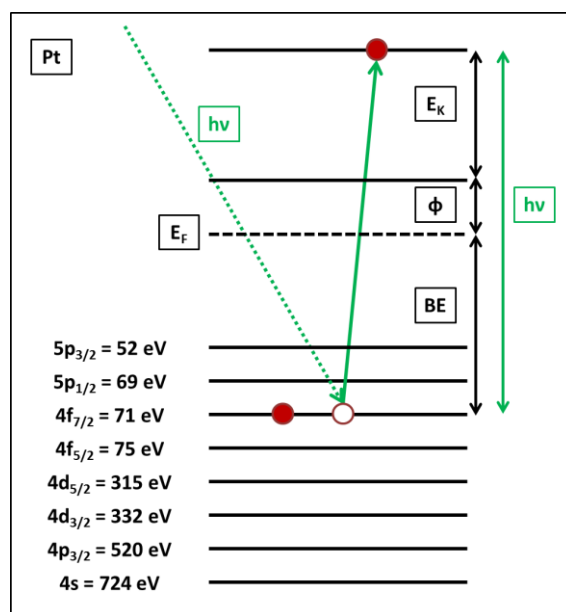 Pt
hν
E_K
ϕ
hν
E_F
BE
5p3/2 = 52 eV
5p1/2 = 69 eV
4f7/2 = 71 eV
4f5/2 = 75 eV
4d5/2 = 315 eV
4d3/2 = 332 eV
4p3/2 = 520 eV
4s = 724 eV